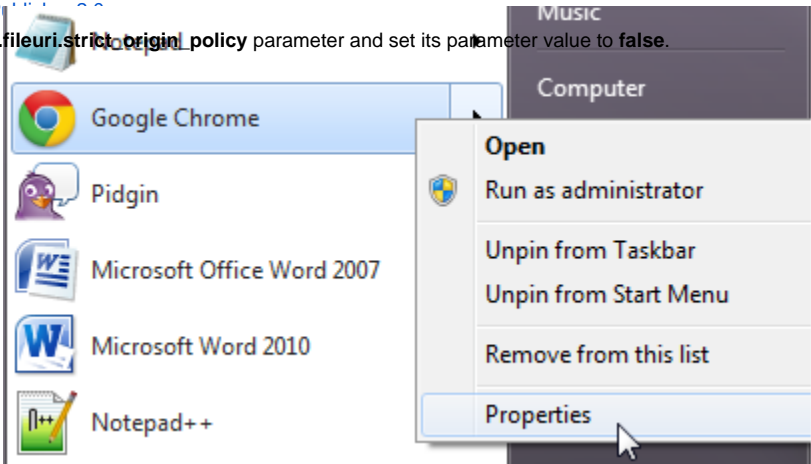 Music
.fileuri.strict_origin_policy parameter and set its parameter value to false.
Computer
Google Chrome
Open
Run as administrator
Pidgin
Unpin from Taskbar
Microsoft Office Word 2007
Unpin from Start Menu
Microsoft Word 2010
Remove from this list
Properties
Notepad++